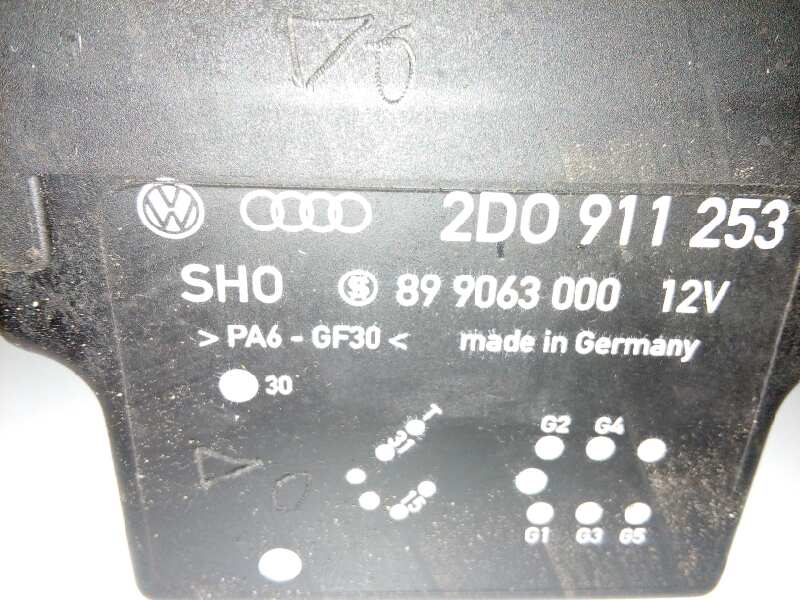 2D0 911 253
SHO 89 9063 000 12V
>PA6-GF30< made in Germany
30
T
31
15
G2 G4
G1 G3 G5